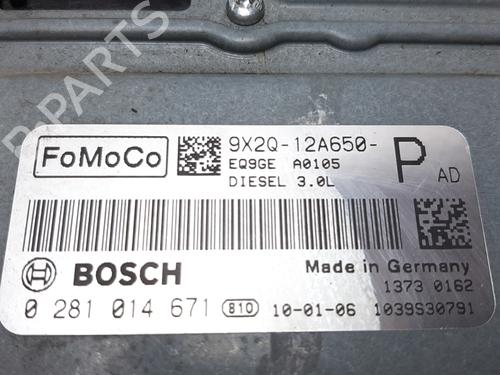 B-PARTS
FoMoCo
9X2Q-12A650-
EQ9GE A0105
DIESEL 3.0L
P AD
BOSCH
Made in Germany
1373 0162
0 281 014 671 810 10-01-06 1039S30791